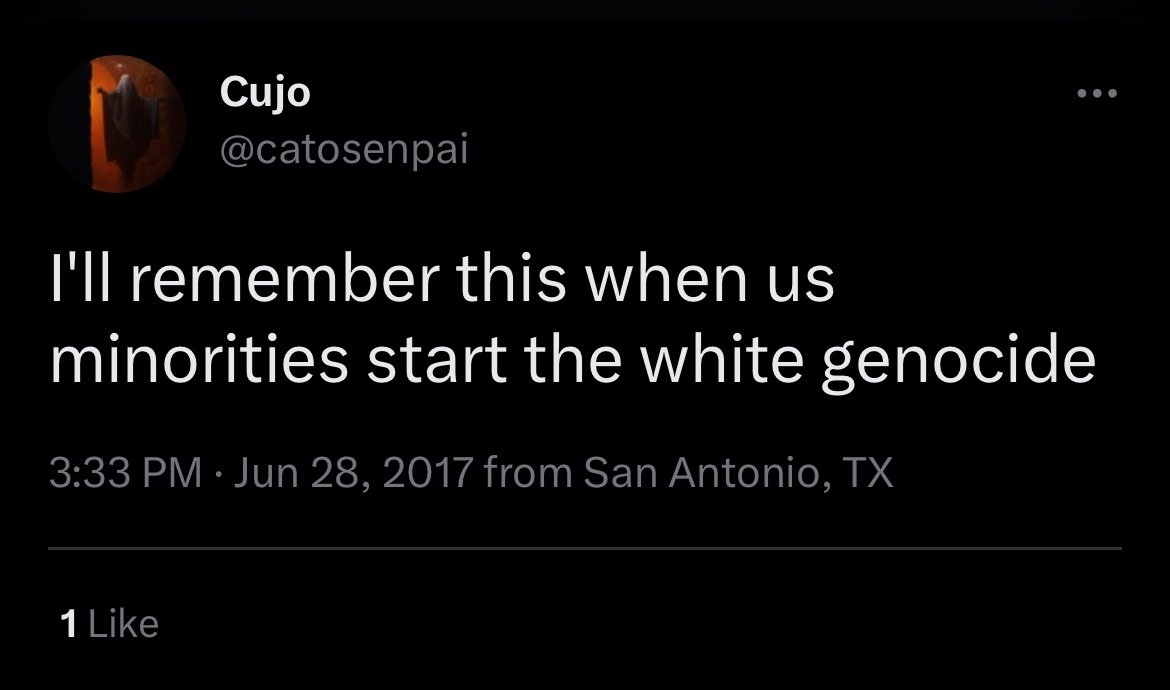 Cujo
@catosenpai
I'll remember this when us
minorities start the white genocide
3:33 PM · Jun 28, 2017 from San Antonio, TX
1 Like